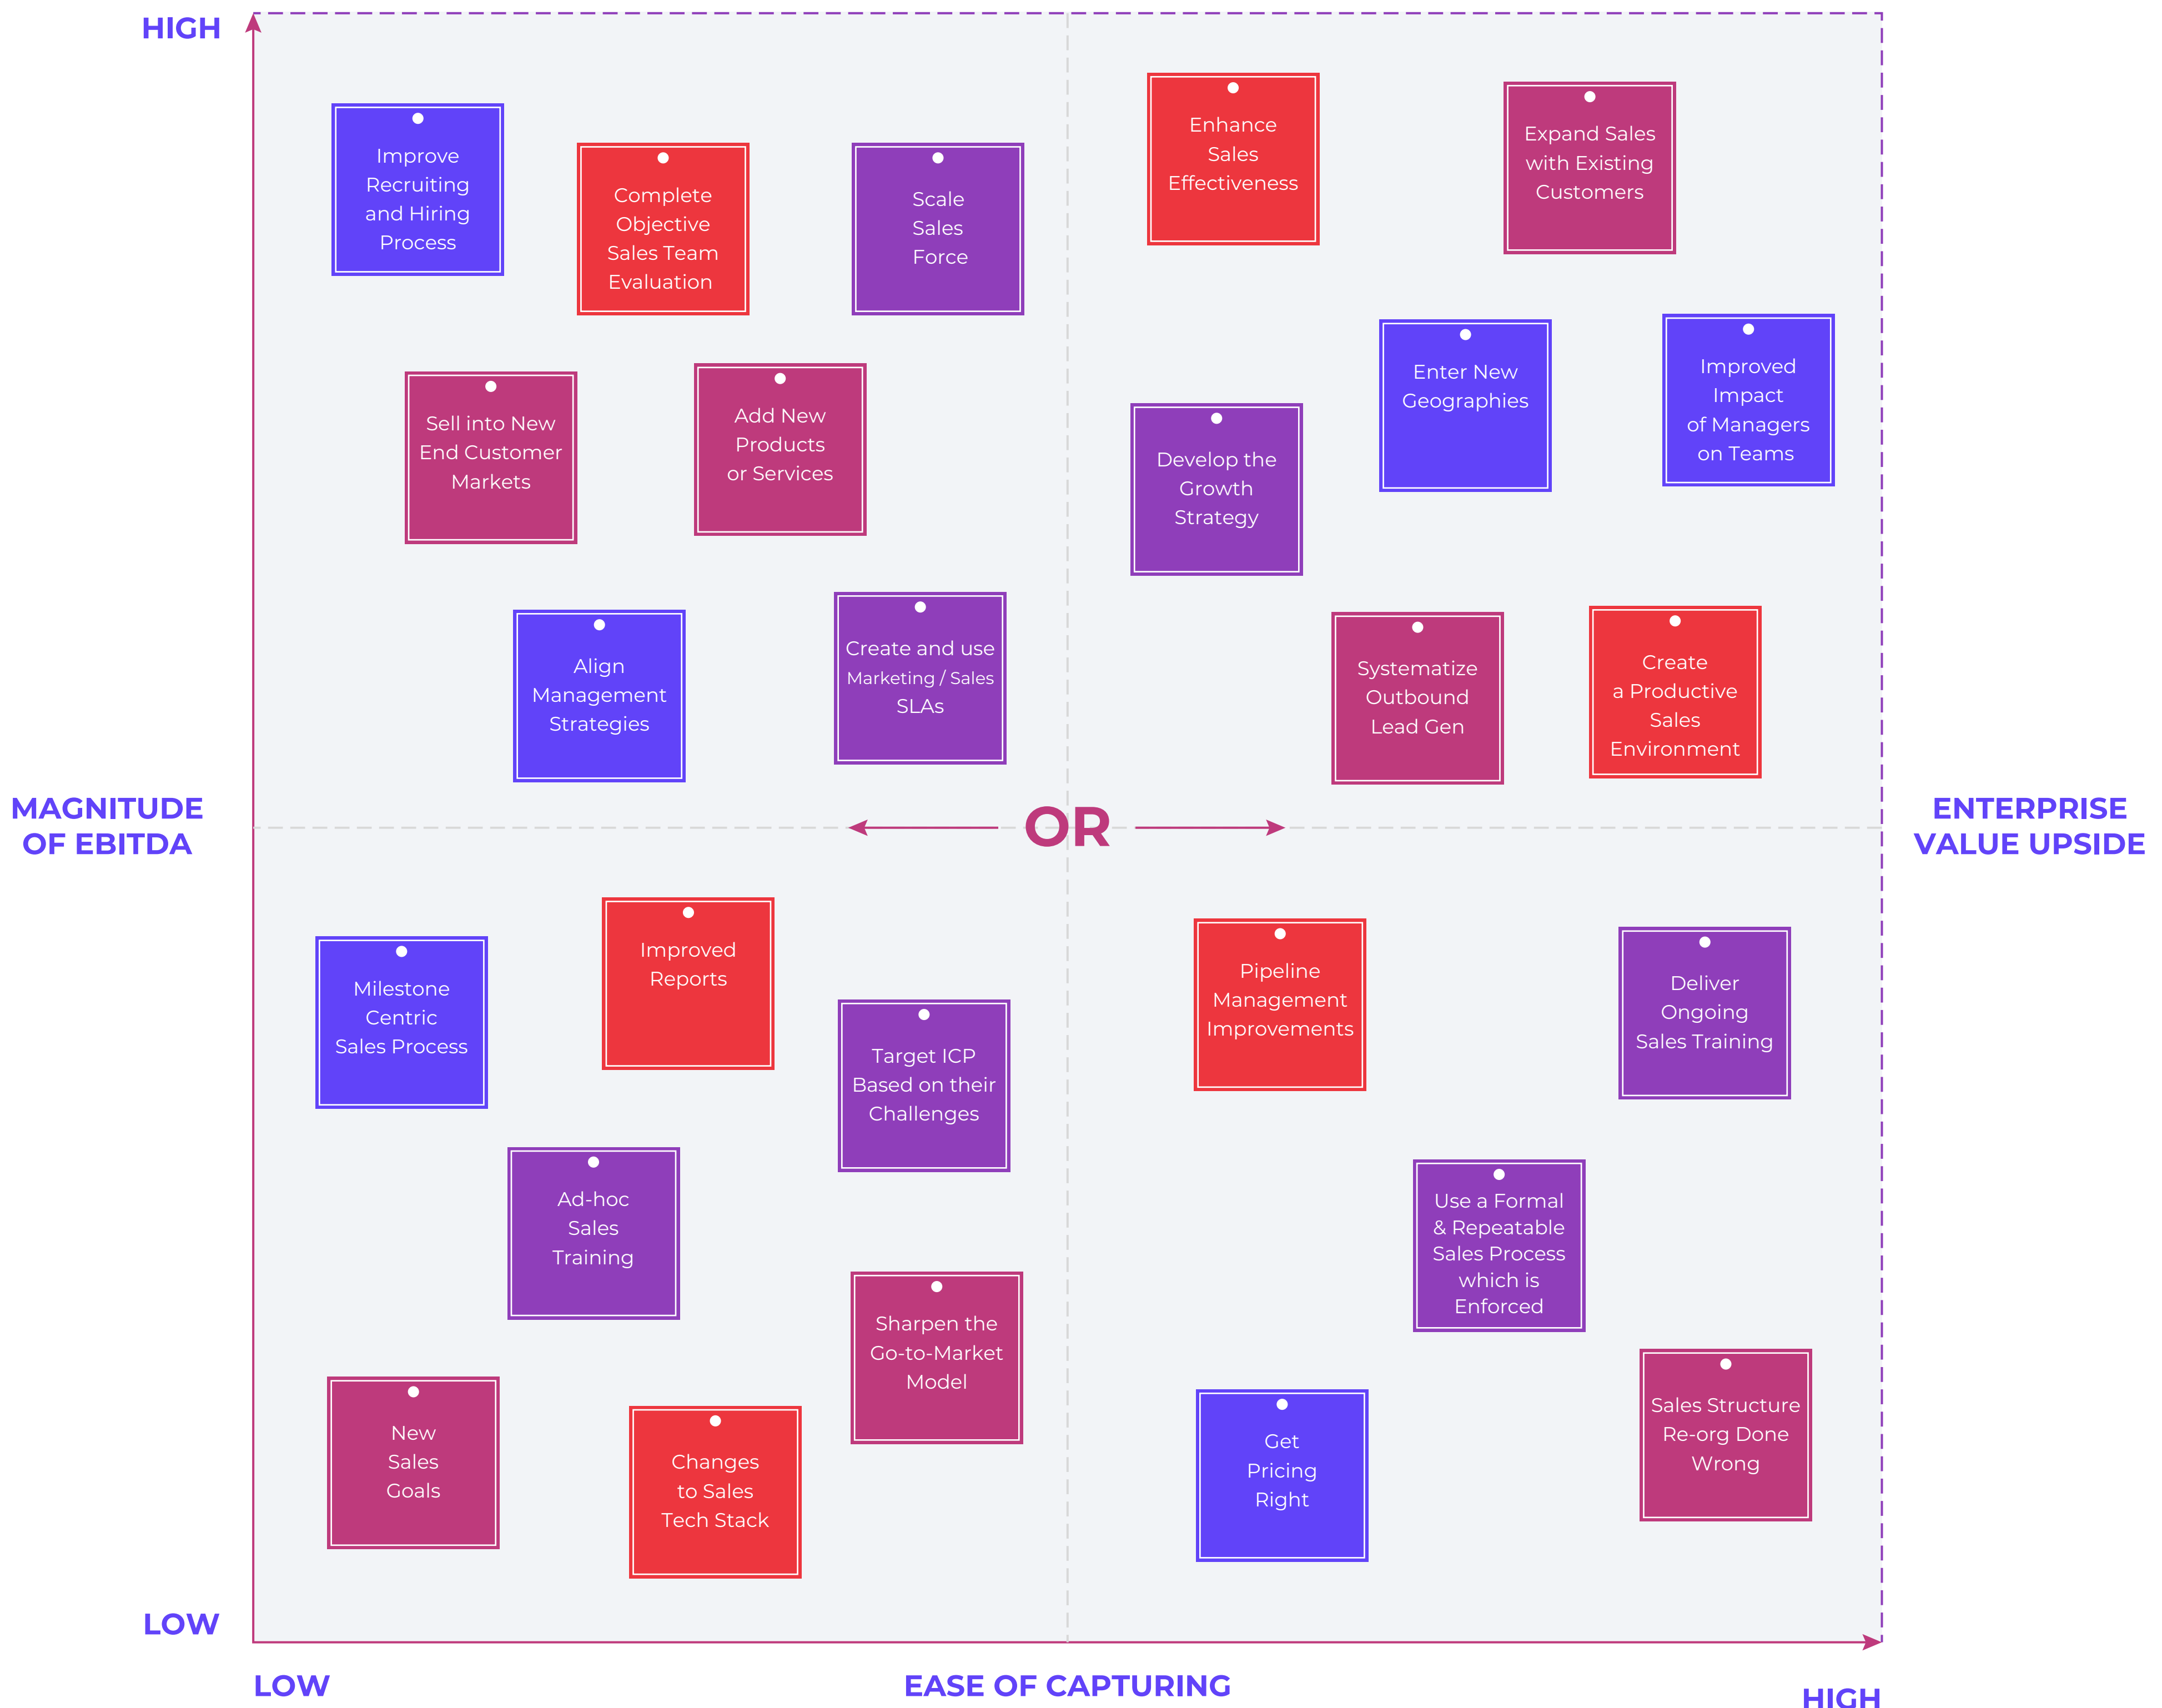 HIGH
Improve
Recruiting
and Hiring
Process
Complete
Objective
Sales Team
Evaluation
Scale
Sales
Force
Enhance
Sales
Effectiveness
Expand Sales
with Existing
Customers
Sell into New
End Customer
Markets
Add New
Products
or Services
Develop the
Growth
Strategy
Enter New
Geographies
Improved
Impact
of Managers
on Teams
Align
Management
Strategies
Create and use
Marketing / Sales
SLAs
Systematize
Outbound
Lead Gen
Create
a Productive
Sales
Environment
MAGNITUDE
OF EBITDA
OR
ENTERPRISE
VALUE UPSIDE
Milestone
Centric
Sales Process
Improved
Reports
Target ICP
Based on their
Challenges
Pipeline
Management
Improvements
Deliver
Ongoing
Sales Training
Ad-hoc
Sales
Training
Use a Formal
& Repeatable
Sales Process
which is
Enforced
Sharpen the
Go-to-Market
Model
New
Sales
Goals
Changes
to Sales
Tech Stack
Get
Pricing
Right
Sales Structure
Re-org Done
Wrong
LOW
LOW
EASE OF CAPTURING
HIGH